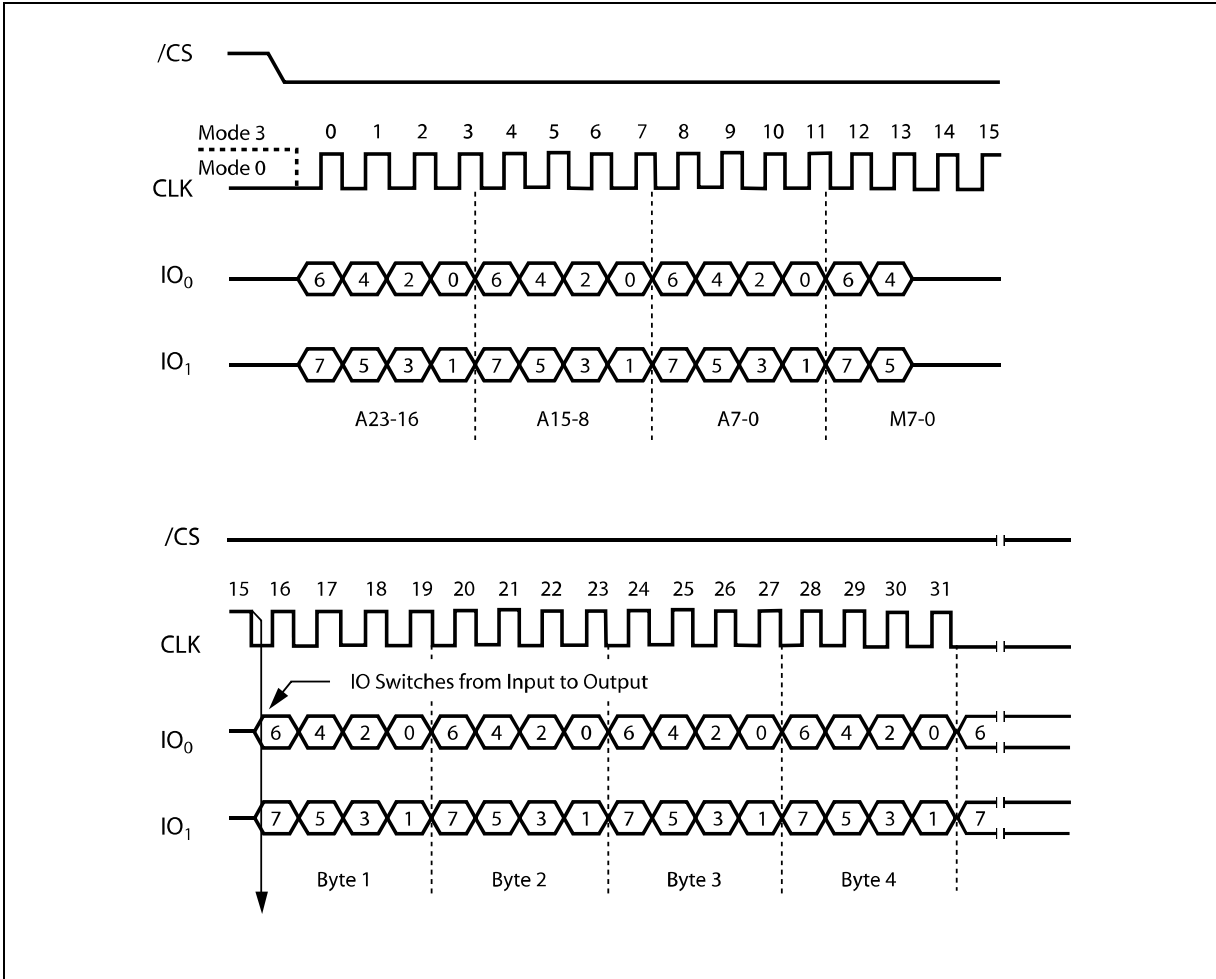 /CS
Mode 3
0 1 2 3 4 5 6 7 8 9 10 11 12 13 14 15
Mode 0
CLK
IO0 6 4 2 0 6 4 2 0 6 4 2 0 6 4
IO1 7 5 3 1 7 5 3 1 7 5 3 1 7 5
A23-16 A15-8 A7-0 M7-0
/CS
15 16 17 18 19 20 21 22 23 24 25 26 27 28 29 30 31
CLK
IO Switches from Input to Output
IO0 6 4 2 0 6 4 2 0 6 4 2 0 6 4 2 0 6
IO1 7 5 3 1 7 5 3 1 7 5 3 1 7 5 3 1 7
Byte 1 Byte 2 Byte 3 Byte 4